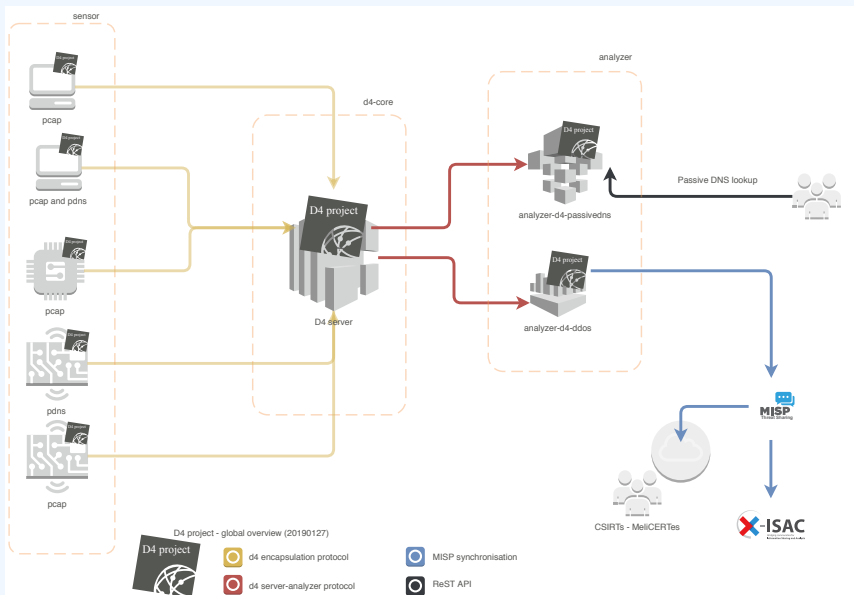 sensor
D4 project
pcap
D4 project
pcap and pdns
D4 project
pcap
D4 project
pdns
D4 project
pcap
d4-core
D4 project
D4 server
analyzer
D4 project
analyzer-d4-passivedns
D4 project
analyzer-d4-ddos
Passive DNS lookup
MISP
Threat Sharing
CSIRTs - MeliCERTes
X-ISAC
D4 project - global overview (20190127)
D4 project
d4 encapsulation protocol
d4 server-analyzer protocol
MISP synchronisation
ReST API